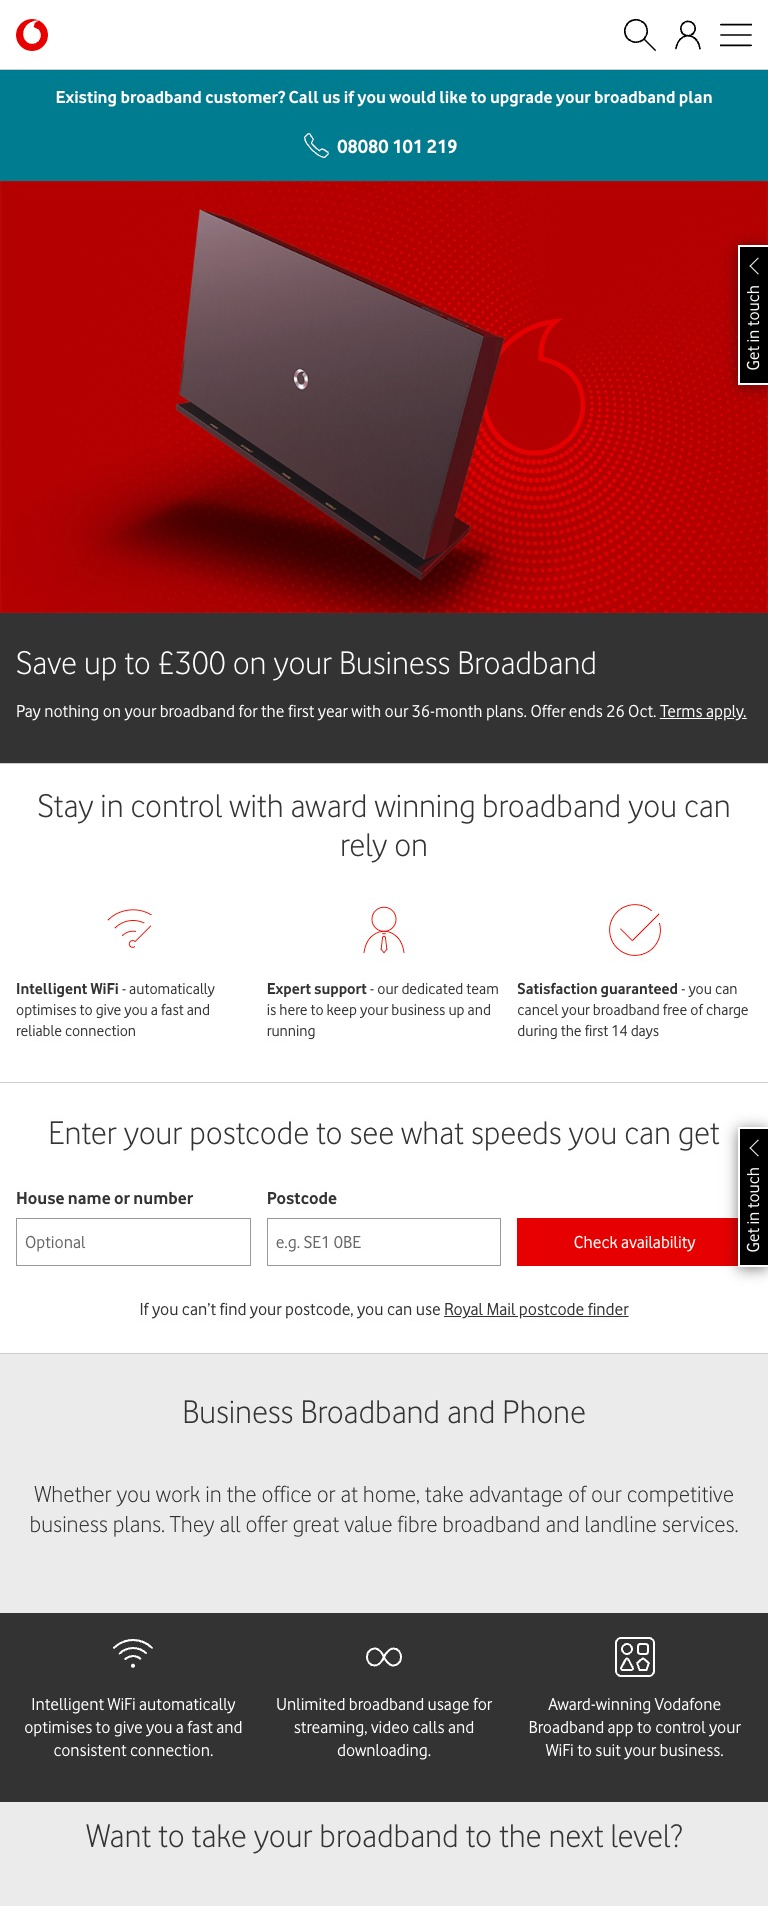 Existing broadband customer? Call us if you would like to upgrade your broadband plan
08080 101 219
Get in touch
Save up to £300 on your Business Broadband
Pay nothing on your broadband for the first year with our 36-month plans. Offer ends 26 Oct. Terms apply.
Stay in control with award winning broadband you can
rely on
Intelligent WiFi - automatically
optimises to give you a fast and
reliable connection
Expert support - our dedicated team
is here to keep your business up and
running
Satisfaction guaranteed - you can
cancel your broadband free of charge
during the first 14 days
Enter your postcode to see what speeds you can get
Get in touch
House name or number
Postcode
Optional
e.g. SE1 0BE
Check availability
If you can't find your postcode, you can use Royal Mail postcode finder
Business Broadband and Phone
Whether you work in the office or at home, take advantage of our competitive
business plans. They all offer great value fibre broadband and landline services.
Intelligent WiFi automatically
optimises to give you a fast and
consistent connection.
Unlimited broadband usage for
streaming, video calls and
downloading.
Award-winning Vodafone
Broadband app to control your
WiFi to suit your business.
Want to take your broadband to the next level?